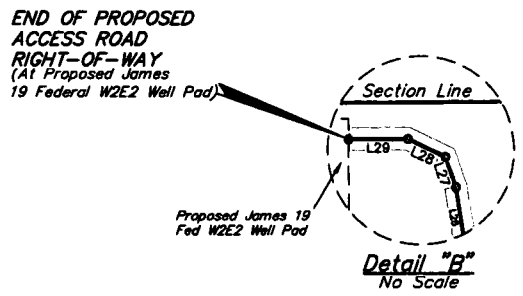 END OF PROPOSED
ACCESS ROAD
RIGHT-OF-WAY
(At Proposed James
19 Federal W2E2 Well Pad)
Section Line
L29
L28
L27
L26
Proposed James 19
Fed W2E2 Well Pad
Detail "B"
No Scale